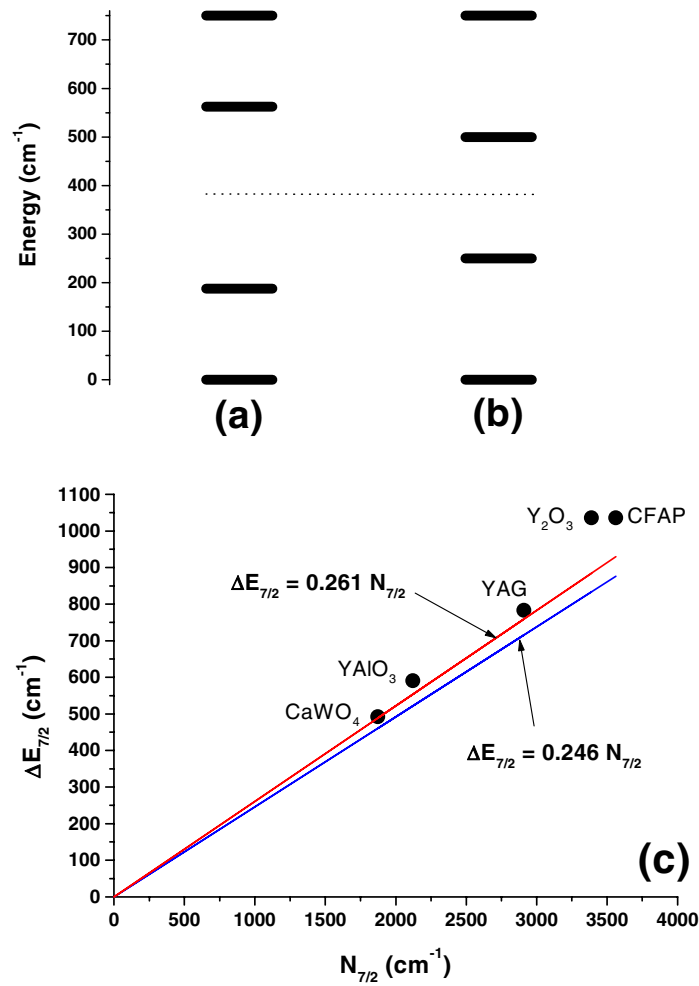 700
600
500
400
300
200
100
0
Energy (cm⁻¹)
(a) (b)
1100
1000
900
800
700
600
500
400
300
200
100
0
ΔE₇/₂ (cm⁻¹)
Y₂O₃ CFAP
ΔE₇/₂ = 0.261 N₇/₂
YAG
YAlO₃
CaWO₄
ΔE₇/₂ = 0.246 N₇/₂
(c)
0 500 1000 1500 2000 2500 3000 3500 4000
N₇/₂ (cm⁻¹)